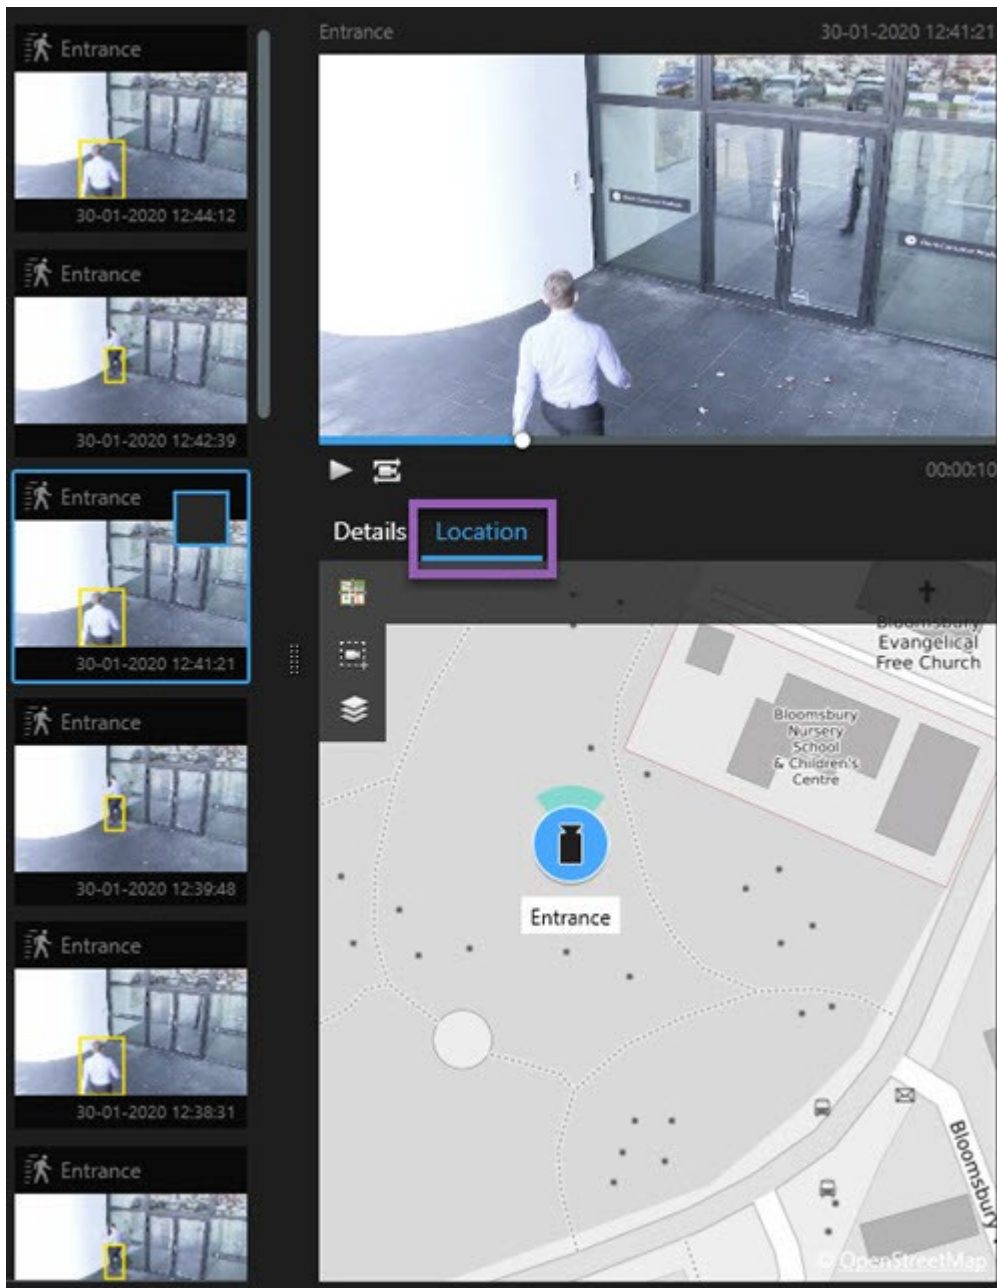 Entrance
30-01-2020 12:44:12
Entrance
30-01-2020 12:42:39
Entrance
30-01-2020 12:41:21
Entrance
30-01-2020 12:39:48
Entrance
30-01-2020 12:38:31
Entrance
Entrance
30-01-2020 12:41:21
00:00:10
Details
Location
Bloomsbury
Evangelical
Free Church
Bloomsbury
Nursery
School
& Children's
Centre
Entrance
Bloomsbury
© OpenStreetMap